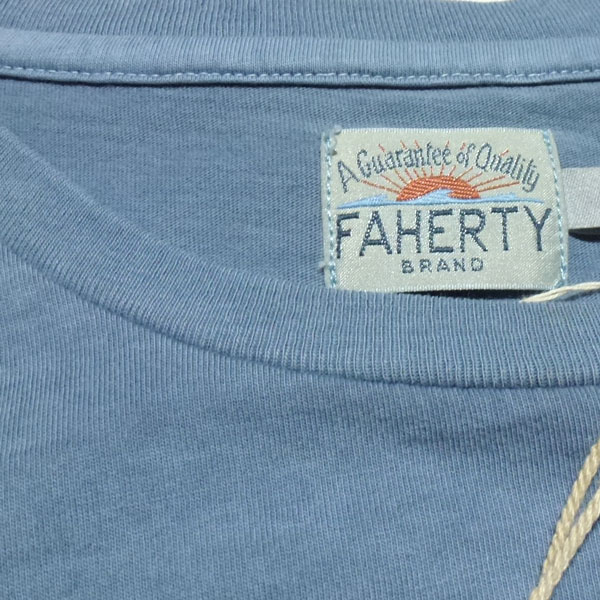 A Guarantee of Quality
FAHERTY
BRAND